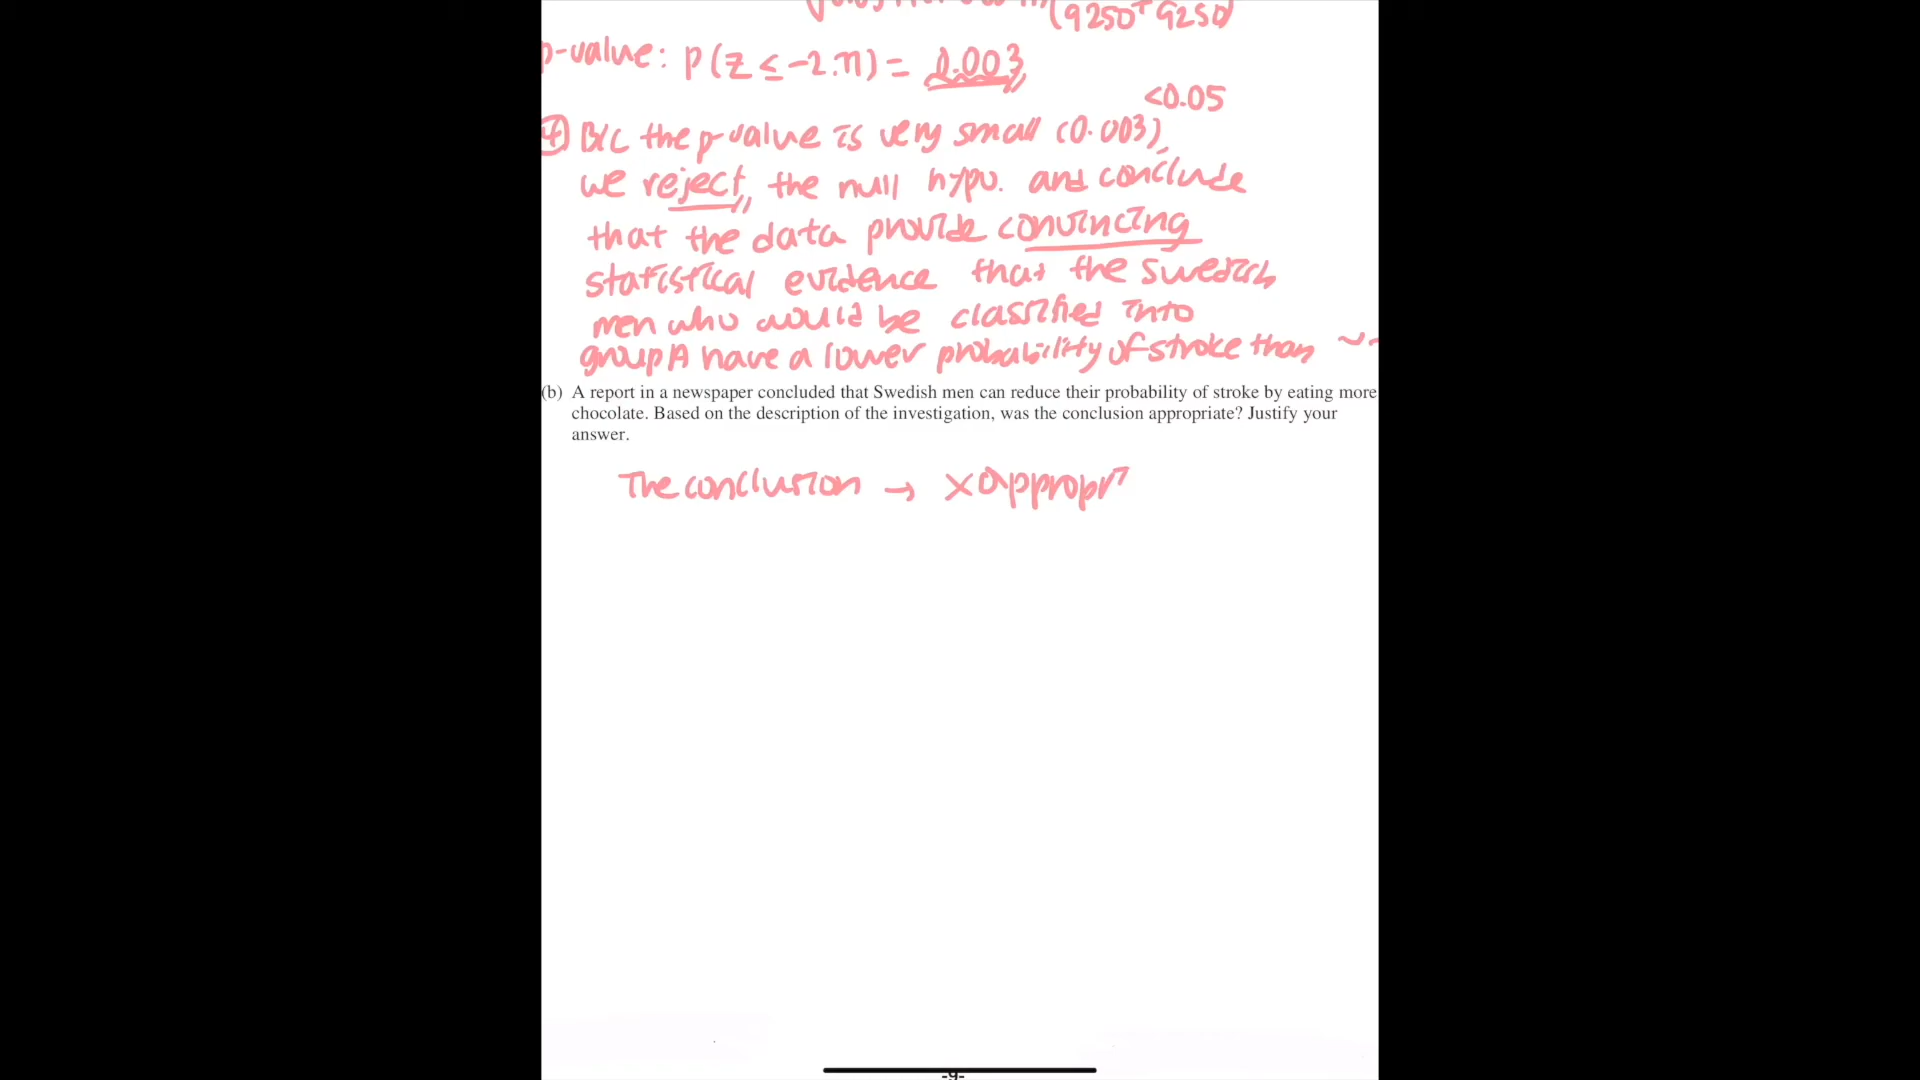 (9250 + 9250)
p-value: P(Z ≤ -2.71) = 0.003
<0.05
④ B/C the p-value is very small (0.003),
we reject the null hypo. and conclude
that the data provide convincing
statistical evidence that the swedish
men who would be classified into
group A have a lower probability of stroke than ~~
(b) A report in a newspaper concluded that Swedish men can reduce their probability of stroke by eating more
chocolate. Based on the description of the investigation, was the conclusion appropriate? Justify your
answer.
The conclusion → X appropri
-9-